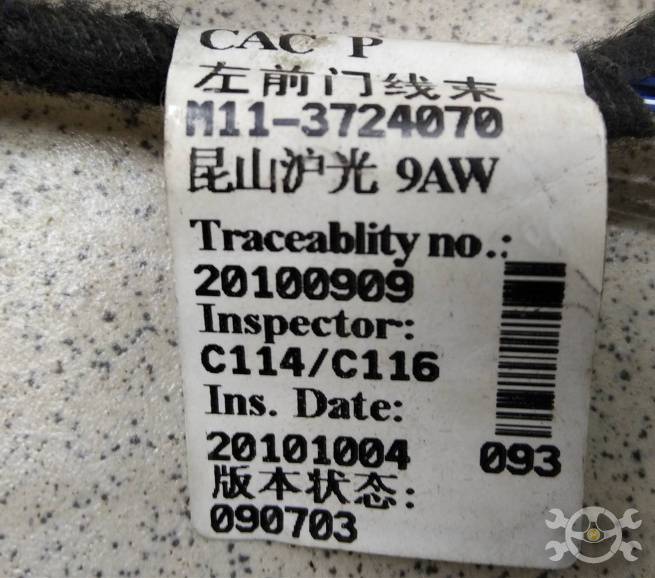 CAC P
左前门线束
M11-3724070
昆山沪光 9AW
Traceablity no.:
20100909
Inspector:
C114/C116
Ins. Date:
20101004 093
版本状态:
090703